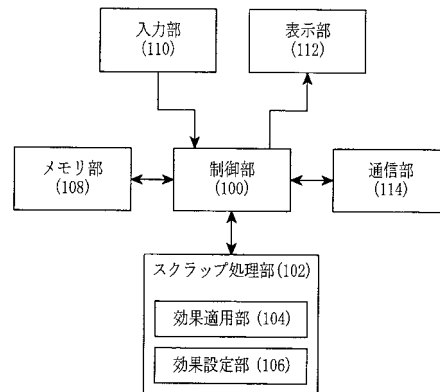 入力部
(110)
表示部
(112)
メモリ部
(108)
制御部
(100)
通信部
(114)
スクラップ処理部(102)
効果適用部(104)
効果設定部(106)